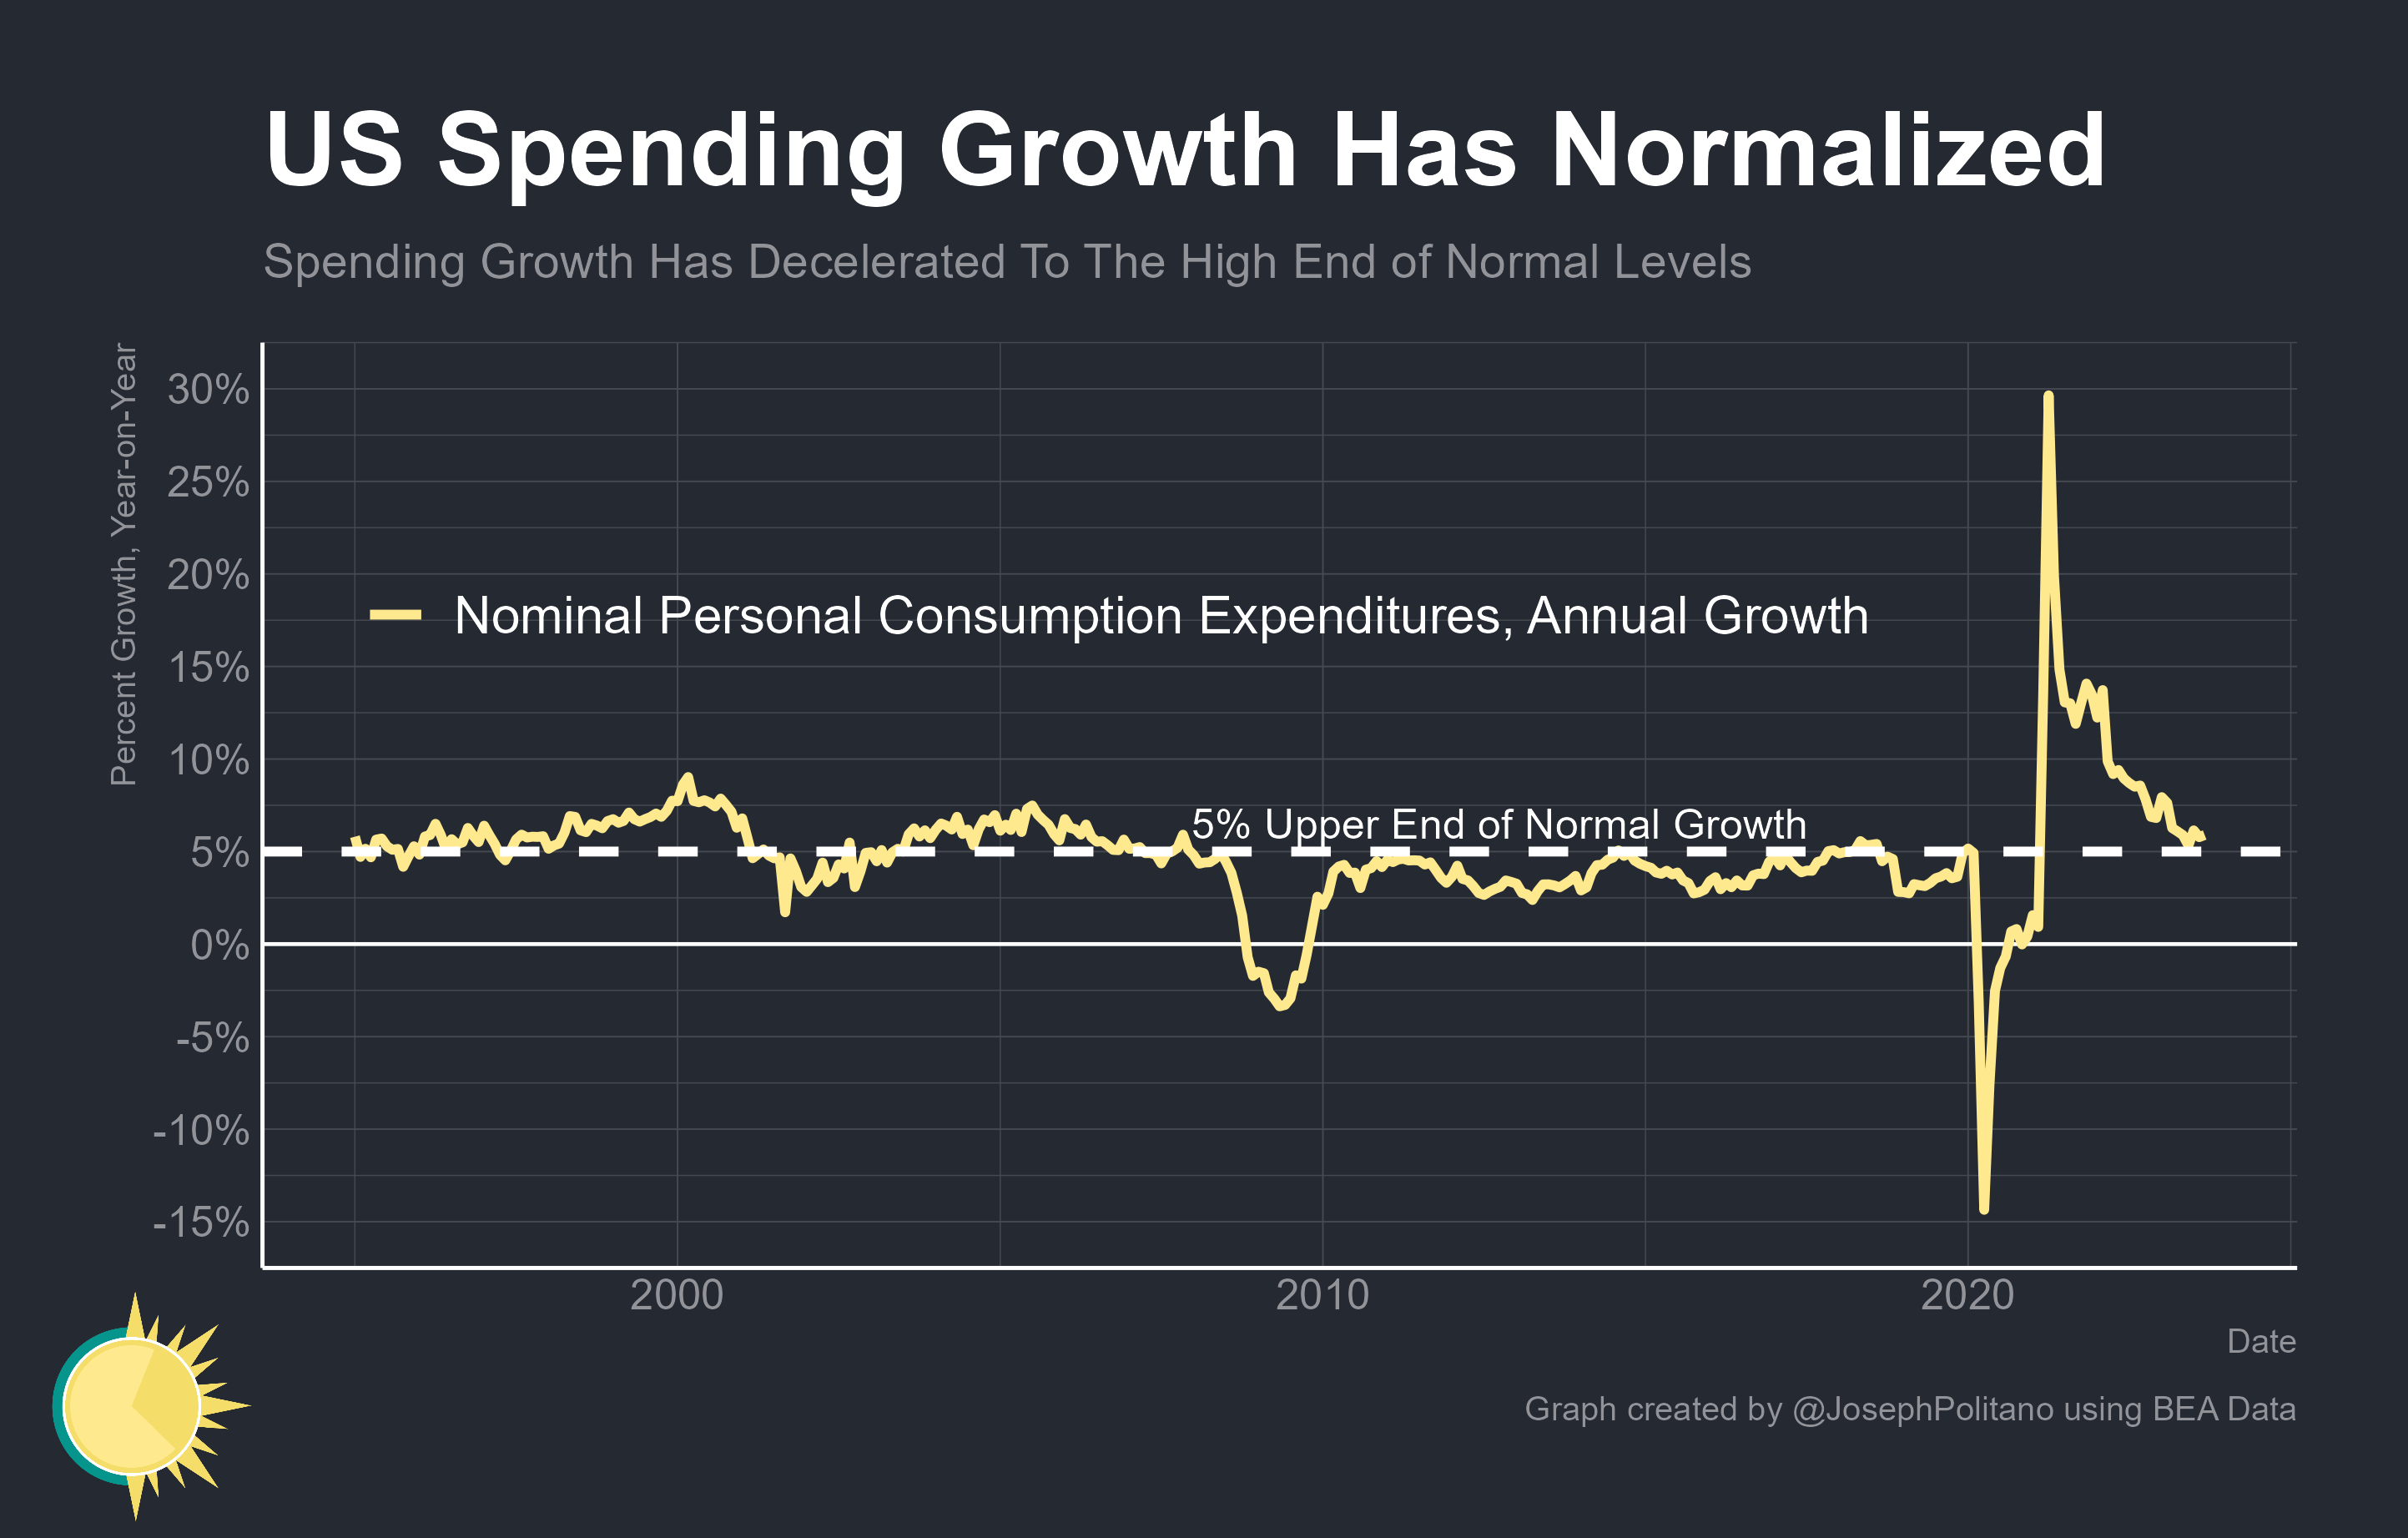 US Spending Growth Has Normalized
Spending Growth Has Decelerated To The High End of Normal Levels
Percent Growth, Year-on-Year
30%
25%
20%
15%
10%
5%
0%
-5%
-10%
-15%
Nominal Personal Consumption Expenditures, Annual Growth
5% Upper End of Normal Growth
2000
2010
2020
Date
Graph created by @JosephPolitano using BEA Data